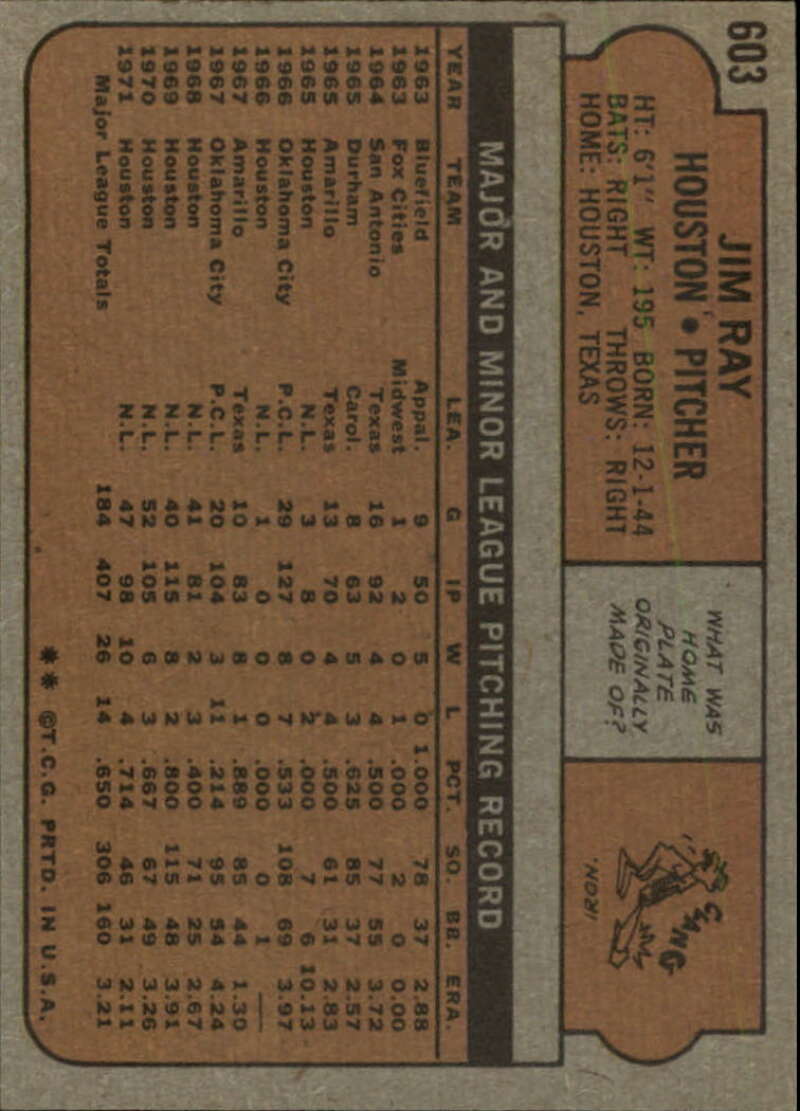 603
JIM RAY
HOUSTON • PITCHER
HT: 6'1" WT: 195 BORN: 12-1-44
BATS: RIGHT THROWS: RIGHT
HOME: HOUSTON, TEXAS
WHAT WAS
HOME
PLATE
ORIGINALLY
MADE OF?
CLANG
IRON.
MAJOR AND MINOR LEAGUE PITCHING RECORD
YEAR TEAM LEA. G IP W L PCT. SO. BB. ERA.
1963 Bluefield Appal. 9 50 5 0 1.000 78 37 2.88
1963 Fox Cities Midwest 1 2 0 1 .000 2 0 0.00
1964 San Antonio Texas 16 92 4 4 .500 77 55 3.72
1965 Durham Carol. 8 63 5 3 .625 85 37 2.57
1965 Amarillo Texas 13 70 4 4 .500 61 31 2.83
1965 Houston N.L. 3 8 0 2 .000 7 6 10.13
1966 Oklahoma City P.C.L. 29 127 8 7 .533 108 69 3.97
1966 Houston N.L. 1 0 0 0 .000 0 1 —
1967 Amarillo Texas 10 83 8 1 .889 85 44 1.30
1967 Oklahoma City P.C.L. 20 104 3 11 .214 95 54 4.24
1968 Houston N.L. 41 81 2 3 .400 71 25 2.67
1969 Houston N.L. 40 115 8 2 .800 115 48 3.91
1970 Houston N.L. 52 105 6 3 .667 67 49 3.26
1971 Houston N.L. 47 98 10 4 .714 46 31 2.11
Major League Totals 184 407 26 14 .650 306 160 3.21
** ©T.C.G. PRTD. IN U.S.A.